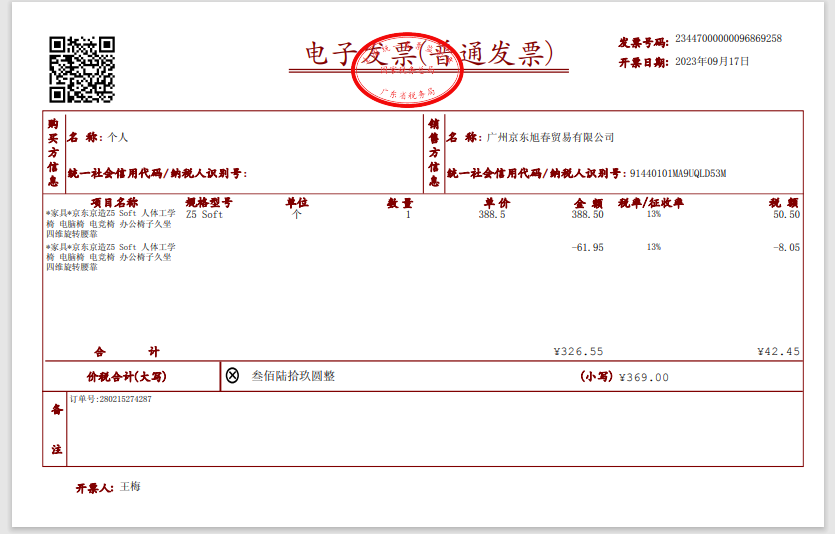 电子发票(普通发票)
国家税务总局
广东省税务局
发票号码: 23447000000096869258
开票日期: 2023年09月17日
购买方信息
名 称: 个人
统一社会信用代码/纳税人识别号:
销售方信息
名 称: 广州京东旭春贸易有限公司
统一社会信用代码/纳税人识别号: 91440101MA9UQLD53M
项目名称 规格型号 单位 数量 单价 金额 税率/征收率 税额
*家具*京东京造Z5 Soft 人体工学 Z5 Soft 个 1 388.5 388.50 13% 50.50
椅 电脑椅 电竞椅 办公椅子久坐
四维旋转腰靠
*家具*京东京造Z5 Soft 人体工学 -61.95 13% -8.05
椅 电脑椅 电竞椅 办公椅子久坐
四维旋转腰靠
合 计 ¥326.55 ¥42.45
价税合计(大写) 叁佰陆拾玖圆整 (小写) ¥369.00
备注
订单号:280215274287
开票人: 王梅